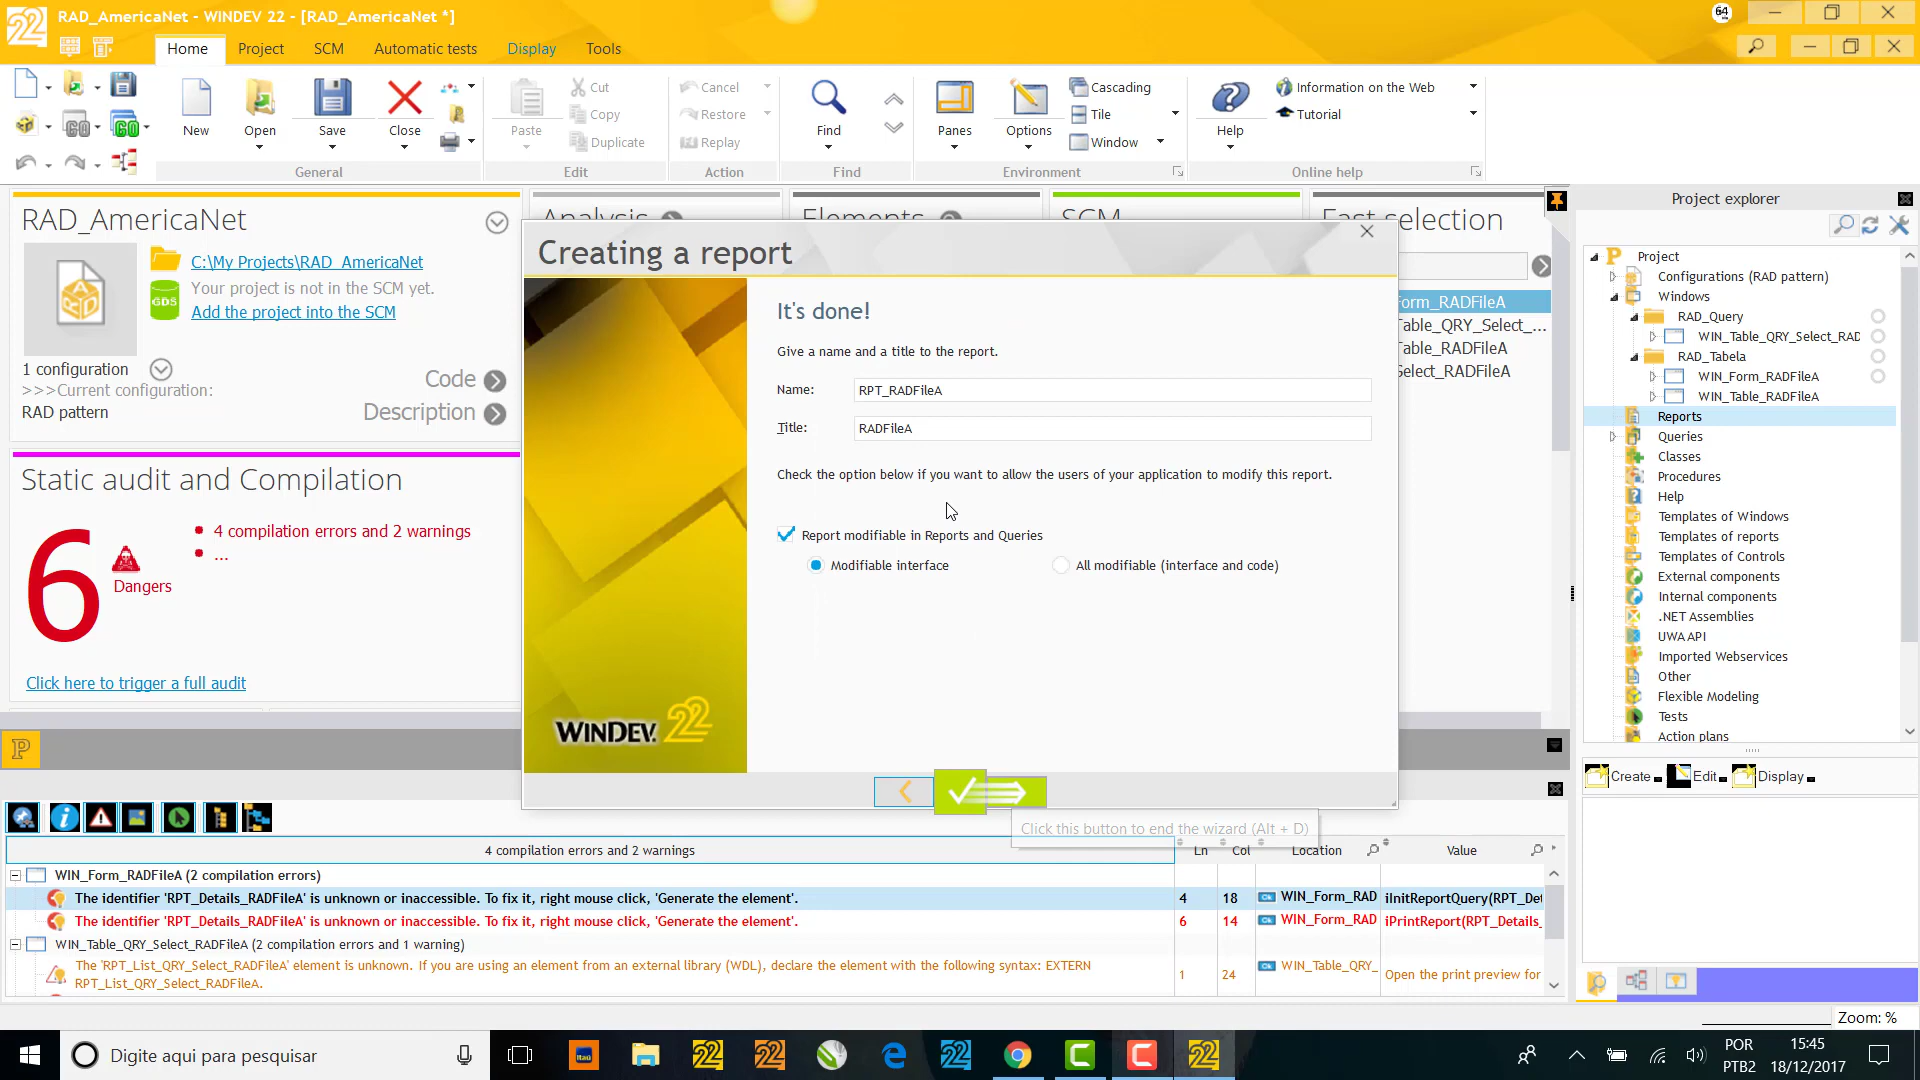 RAD_AmericaNet - WINDEV 22 - [RAD_AmericaNet *]
64
Home
Project
SCM
Automatic tests
Display
Tools
New
Open
Save
Close
General
Paste
Cut
Copy
Duplicate
Edit
Cancel
Restore
Replay
Action
Find
Find
Panes
Options
Cascading
Tile
Window
Environment
Help
Information on the Web
Tutorial
Online help
RAD_AmericaNet
C:\My Projects\RAD_AmericaNet
Your project is not in the SCM yet.
Add the project into the SCM
GDS
1 configuration
>>>Current configuration:
RAD pattern
Code
Description
Analysis
Elements
SCM
Fast selection
Form_RADFileA
Table_QRY_Select_...
Table_RADFileA
Select_RADFileA
Static audit and Compilation
6
Dangers
4 compilation errors and 2 warnings
...
Click here to trigger a full audit
Creating a report
It's done!
Give a name and a title to the report.
Name: RPT_RADFileA
Title: RADFileA
Check the option below if you want to allow the users of your application to modify this report.
Report modifiable in Reports and Queries
Modifiable interface
All modifiable (interface and code)
WINDEV 22
Click this button to end the wizard (Alt + D)
Project explorer
Project
Configurations (RAD pattern)
Windows
RAD_Query
WIN_Table_QRY_Select_RAD
RAD_Tabela
WIN_Form_RADFileA
WIN_Table_RADFileA
Reports
Queries
Classes
Procedures
Help
Templates of Windows
Templates of reports
Templates of Controls
External components
Internal components
.NET Assemblies
UWA API
Imported Webservices
Other
Flexible Modeling
Tests
Action plans
Create
Edit
Display
4 compilation errors and 2 warnings
Ln
Col
Location
Value
WIN_Form_RADFileA (2 compilation errors)
The identifier 'RPT_Details_RADFileA' is unknown or inaccessible. To fix it, right mouse click, 'Generate the element'. 4 18 WIN_Form_RAD iInitReportQuery(RPT_Det
The identifier 'RPT_Details_RADFileA' is unknown or inaccessible. To fix it, right mouse click, 'Generate the element'. 6 14 WIN_Form_RAD iPrintReport(RPT_Details_
WIN_Table_QRY_Select_RADFileA (2 compilation errors and 1 warning)
The 'RPT_List_QRY_Select_RADFileA' element is unknown. If you are using an element from an external library (WDL), declare the element with the following syntax: EXTERN
RPT_List_QRY_Select_RADFileA. 1 24 WIN_Table_QRY_ Open the print preview for
Zoom: %
Digite aqui para pesquisar
POR
PTB2
15:45
18/12/2017